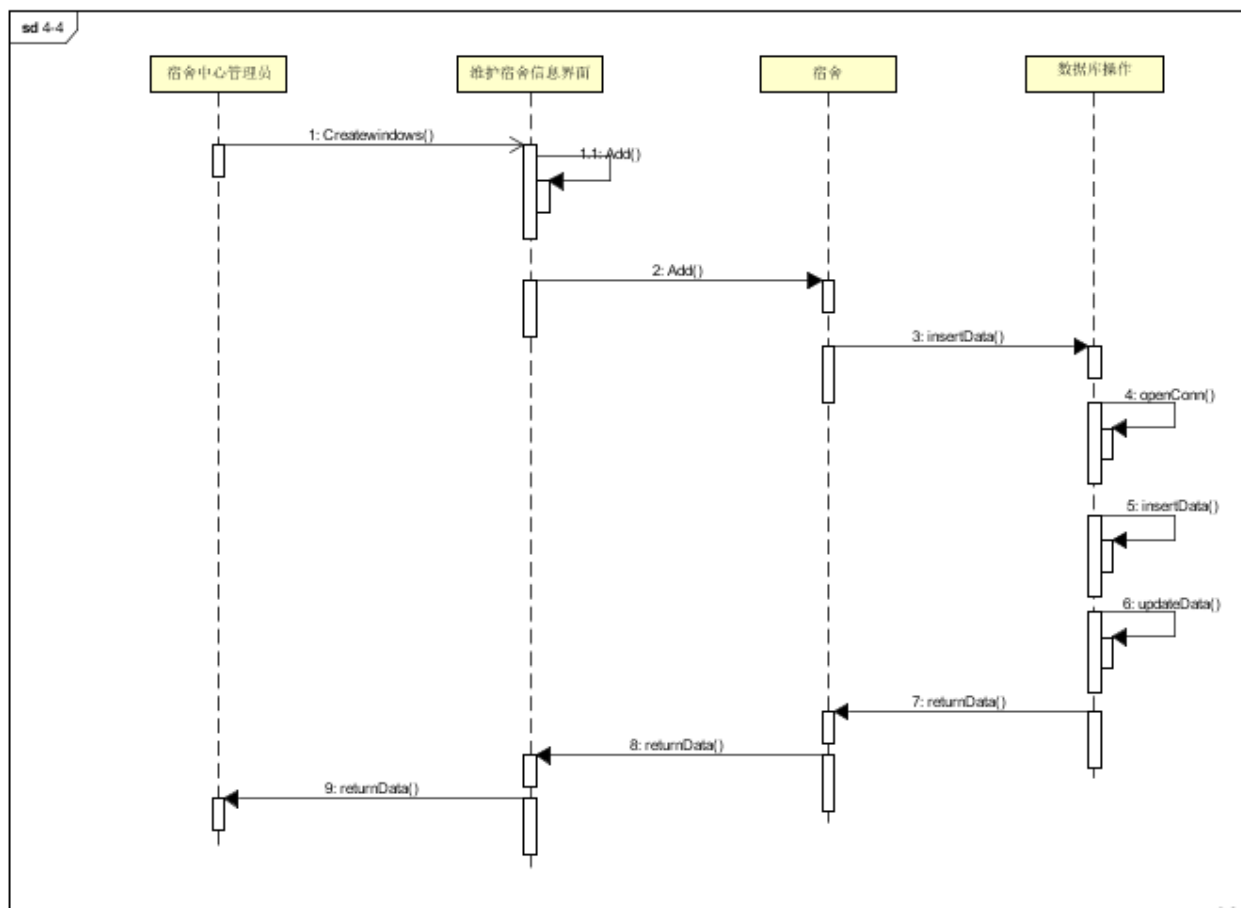 sd 4-4
宿舍中心管理员
维护宿舍信息界面
宿舍
数据库操作
1: Createwindows()
1.1: Add()
2: Add()
3: insertData()
4: openConn()
5: insertData()
6: updateData()
7: returnData()
8: returnData()
9: returnData()